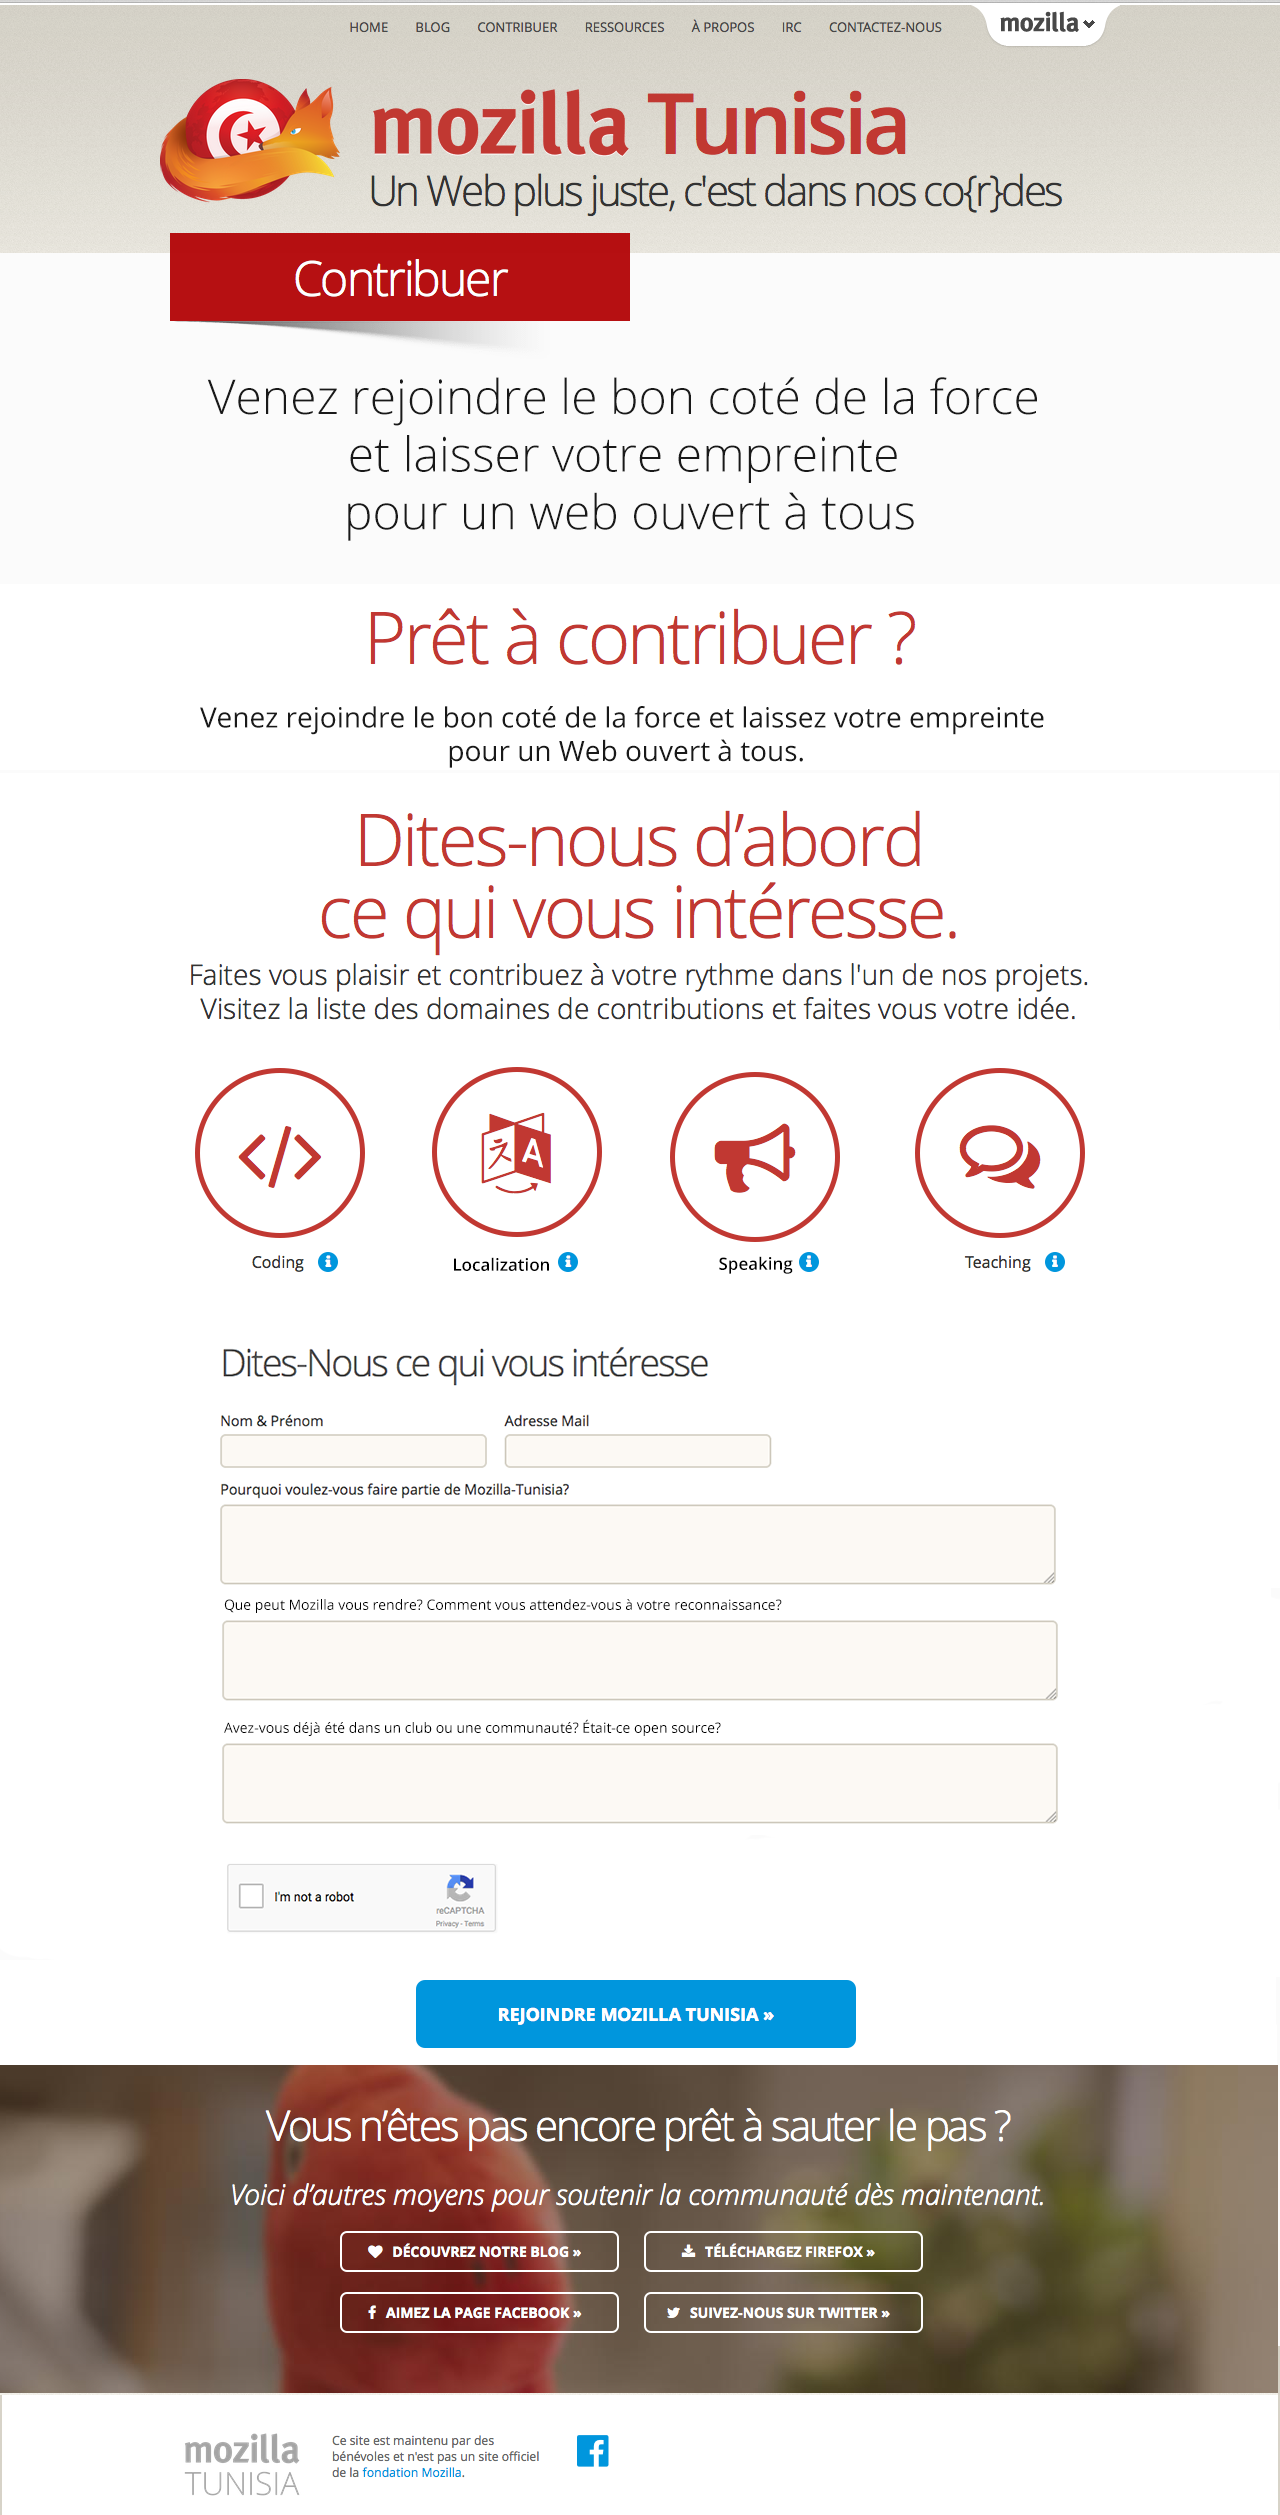 HOME BLOG CONTRIBUER RESSOURCES À PROPOS IRC CONTACTEZ-NOUS mozilla
mozilla Tunisia
Un Web plus juste, c'est dans nos co{r}des
Contribuer
Venez rejoindre le bon coté de la force
et laisser votre empreinte
pour un web ouvert à tous
Prêt à contribuer ?
Venez rejoindre le bon coté de la force et laissez votre empreinte
pour un Web ouvert à tous.
Dites-nous d’abord
ce qui vous intéresse.
Faites vous plaisir et contribuez à votre rythme dans l'un de nos projets.
Visitez la liste des domaines de contributions et faites vous votre idée.
Coding Localization Speaking Teaching
Dites-Nous ce qui vous intéresse
Nom & Prénom Adresse Mail
Pourquoi voulez-vous faire partie de Mozilla-Tunisia?
Que peut Mozilla vous rendre? Comment vous attendez-vous à votre reconnaissance?
Avez-vous déjà été dans un club ou une communauté? Était-ce open source?
I'm not a robot
reCAPTCHA
Privacy - Terms
REJOINDRE MOZILLA TUNISIA »
Vous n’êtes pas encore prêt à sauter le pas ?
Voici d’autres moyens pour soutenir la communauté dès maintenant.
DÉCOUVREZ NOTRE BLOG » TÉLÉCHARGEZ FIREFOX »
AIMEZ LA PAGE FACEBOOK » SUIVEZ-NOUS SUR TWITTER »
mozilla
TUNISIA
Ce site est maintenu par des
bénévoles et n'est pas un site officiel
de la fondation Mozilla.